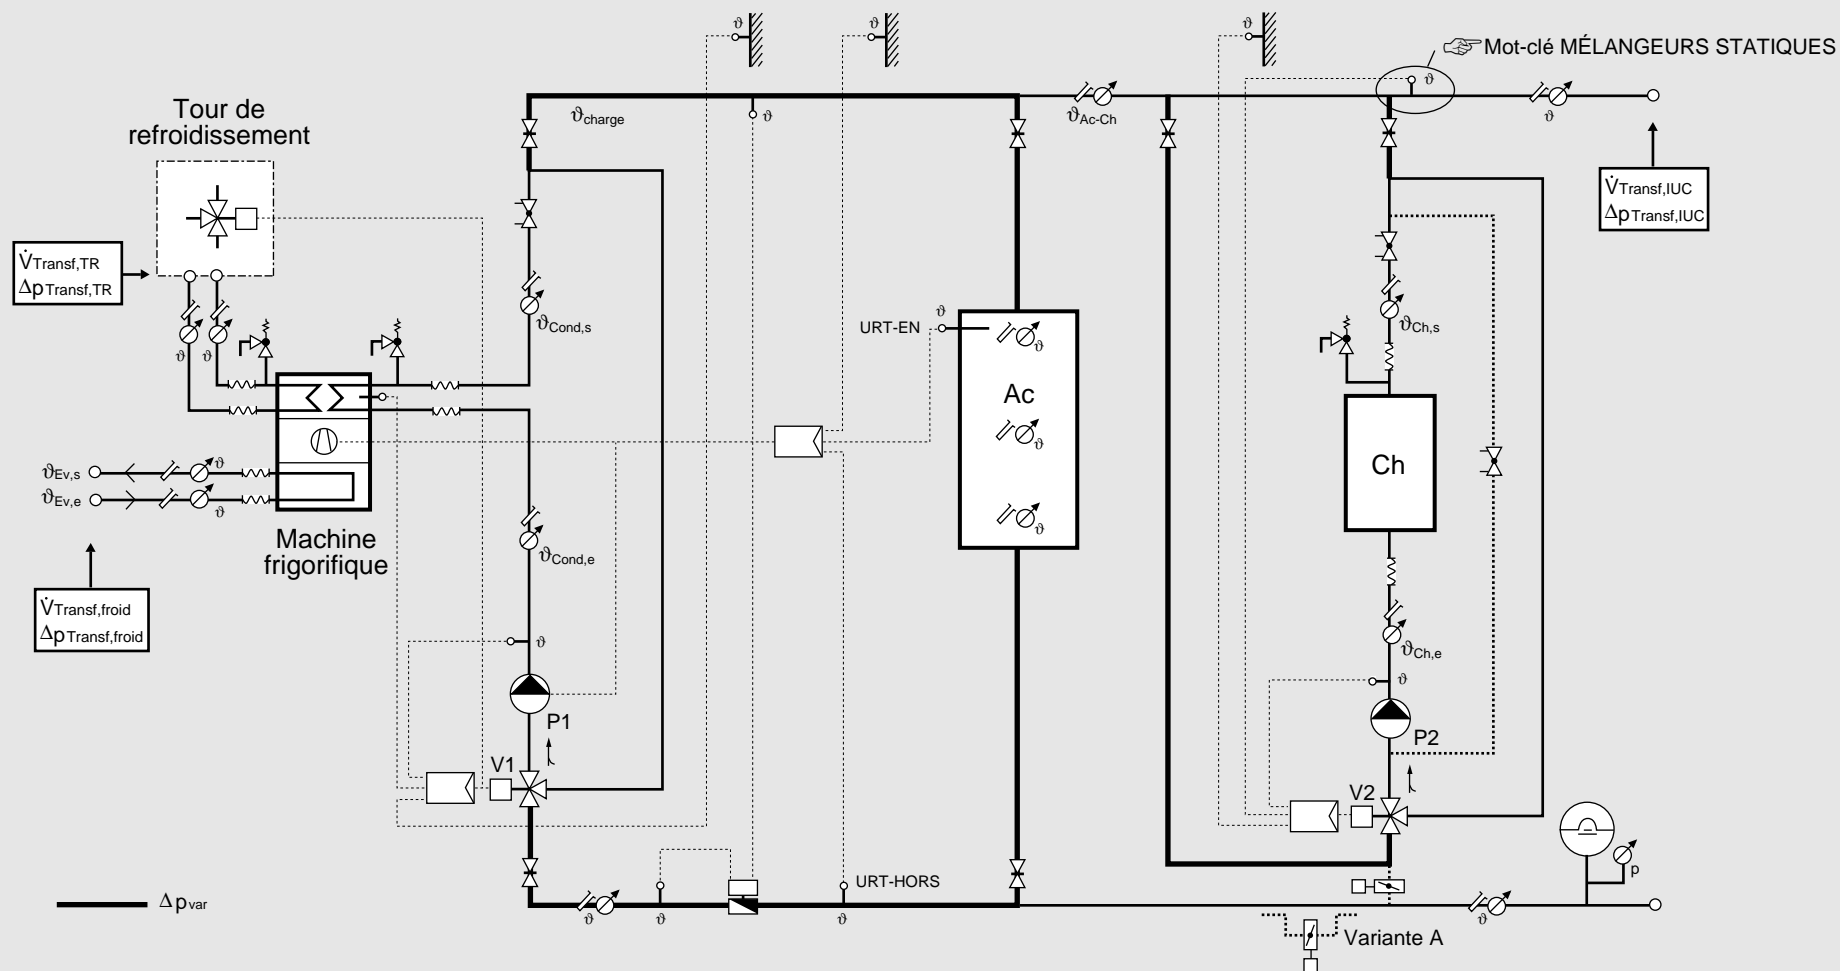 ϑ
ϑ
ϑ
Mot-clé MÉLANGEURS STATIQUES
ϑ
Tour de
refroidissement
ϑcharge
ϑ
ϑAc-Ch
ϑ
V̇Transf,IUC
ΔpTransf,IUC
V̇Transf,TR
ΔpTransf,TR
ϑ
ϑ
ϑCond,s
URT-EN
ϑ
ϑ
ϑCh,s
Ac
ϑ
Ch
ϑEv,s
ϑ
ϑEv,e
ϑ
ϑ
Machine
frigorifique
ϑCond,e
V̇Transf,froid
ΔpTransf,froid
ϑ
ϑCh,e
ϑ
P1
P2
V1
V2
p
URT-HORS
Δpvar
ϑ
ϑ
ϑ
ϑ
Variante A